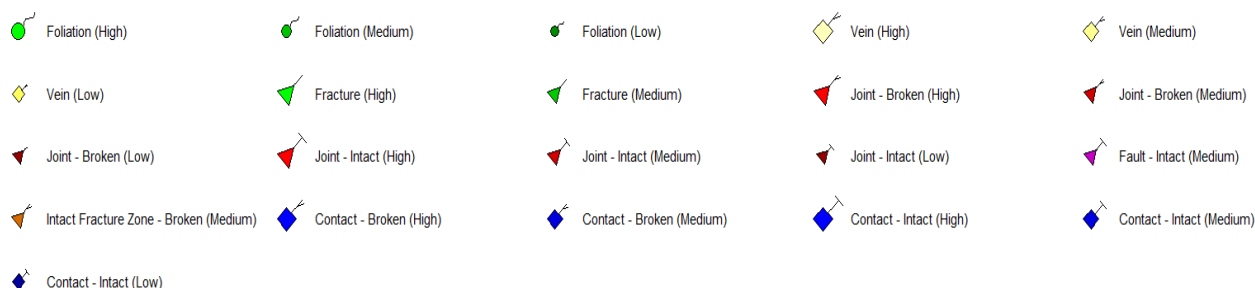 Foliation (High) Foliation (Medium) Foliation (Low) Vein (High) Vein (Medium)
Vein (Low) Fracture (High) Fracture (Medium) Joint - Broken (High) Joint - Broken (Medium)
Joint - Broken (Low) Joint - Intact (High) Joint - Intact (Medium) Joint - Intact (Low) Fault - Intact (Medium)
Intact Fracture Zone - Broken (Medium) Contact - Broken (High) Contact - Broken (Medium) Contact - Intact (High) Contact - Intact (Medium)
Contact - Intact (Low)